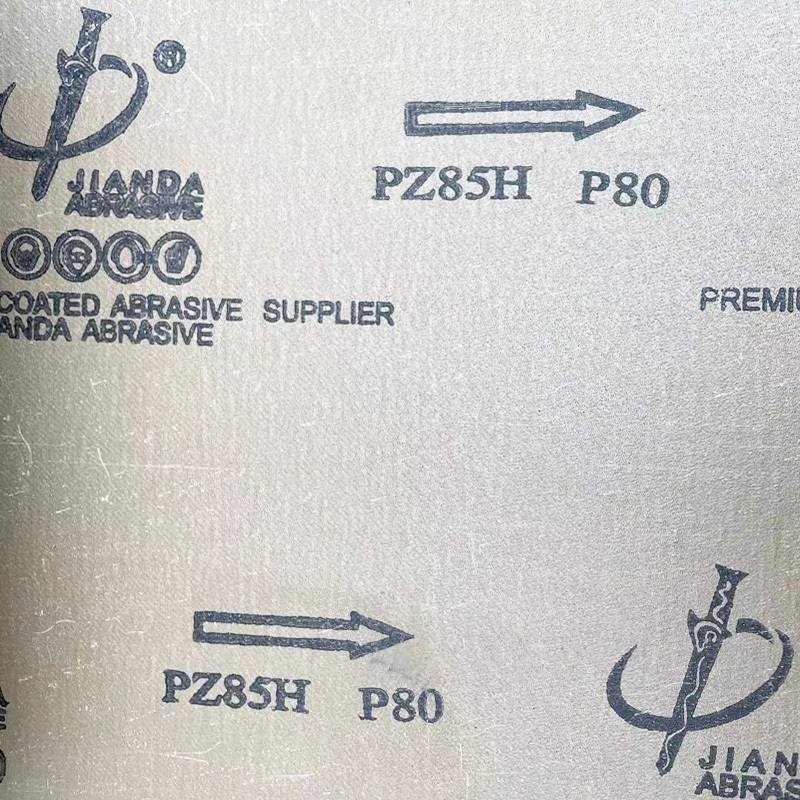 ®
JIANDA
ABRASIVE
PZ85H P80
COATED ABRASIVE SUPPLIER
ANDA ABRASIVE
PREMIU
PZ85H P80
JIAN
ABRAS